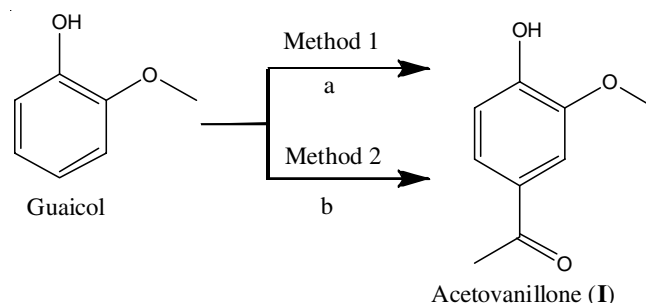 OH
O
Guaicol
Method 1
a
Method 2
b
OH
O
O
Acetovanillone (I)